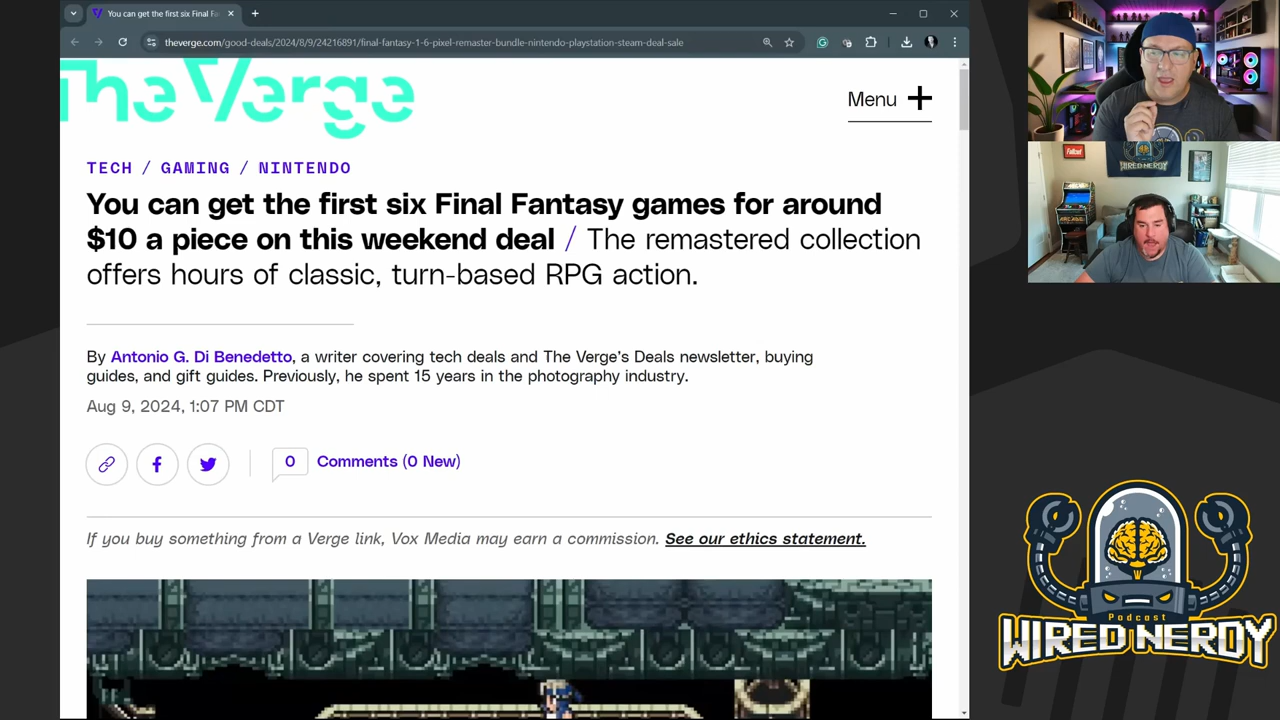 You can get the first six Final F
theverge.com/good-deals/2024/8/9/24216891/final-fantasy-1-6-pixel-remaster-bundle-nintendo-playstation-steam-deal-sale
The Verge
Menu
TECH / GAMING / NINTENDO
You can get the first six Final Fantasy games for around
$10 a piece on this weekend deal / The remastered collection
offers hours of classic, turn-based RPG action.
By Antonio G. Di Benedetto, a writer covering tech deals and The Verge's Deals newsletter, buying
guides, and gift guides. Previously, he spent 15 years in the photography industry.
Aug 9, 2024, 1:07 PM CDT
0 Comments (0 New)
If you buy something from a Verge link, Vox Media may earn a commission. See our ethics statement.
Fallout
WIRED NERDY
Podcast
WIRED NERDY